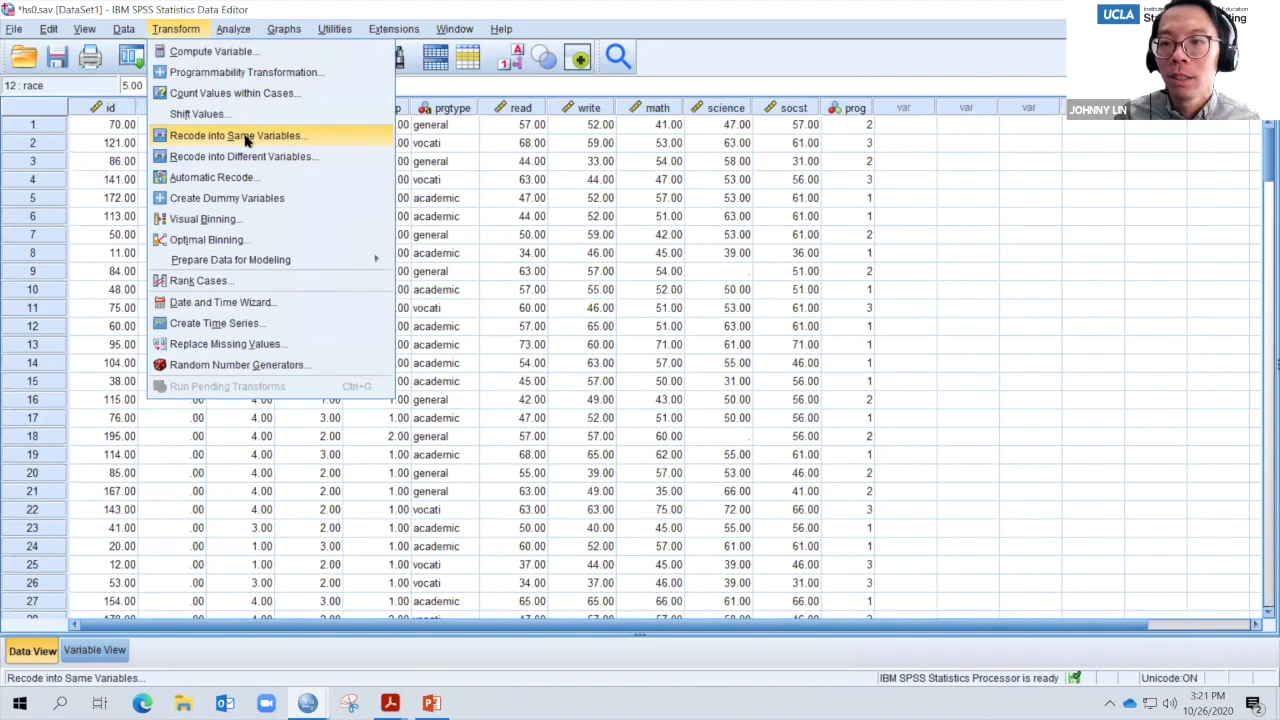 *hs0.sav [DataSet1] - IBM SPSS Statistics Data Editor
File Edit View Data Transform Analyze Graphs Utilities Extensions Window Help
UCLA
JOHNNY LIN
12 : race 5.00
Compute Variable...
Programmability Transformation...
Count Values within Cases...
Shift Values...
Recode into Same Variables...
Recode into Different Variables...
Automatic Recode...
Create Dummy Variables
Visual Binning...
Optimal Binning...
Prepare Data for Modeling
Rank Cases...
Date and Time Wizard...
Create Time Series...
Replace Missing Values...
Random Number Generators...
Run Pending Transforms Ctrl+G
id prgtype read write math science socst prog var var var var var
1 70.00 general 57.00 52.00 41.00 47.00 57.00 2
2 121.00 vocati 68.00 59.00 53.00 63.00 61.00 3
3 86.00 general 44.00 33.00 54.00 58.00 31.00 2
4 141.00 vocati 63.00 44.00 47.00 53.00 56.00 3
5 172.00 academic 47.00 52.00 57.00 53.00 61.00 1
6 113.00 academic 44.00 52.00 51.00 63.00 61.00 1
7 50.00 general 50.00 59.00 42.00 53.00 61.00 2
8 11.00 academic 34.00 46.00 45.00 39.00 36.00 1
9 84.00 general 63.00 57.00 54.00 . 51.00 2
10 48.00 academic 57.00 55.00 52.00 50.00 51.00 1
11 75.00 vocati 60.00 46.00 51.00 53.00 61.00 3
12 60.00 academic 57.00 65.00 51.00 63.00 61.00 1
13 95.00 academic 73.00 60.00 71.00 61.00 71.00 1
14 104.00 academic 54.00 63.00 57.00 55.00 46.00 1
15 38.00 academic 45.00 57.00 50.00 31.00 56.00 1
16 115.00 .00 4.00 1.00 1.00 general 42.00 49.00 43.00 50.00 56.00 2
17 76.00 .00 4.00 3.00 1.00 academic 47.00 52.00 51.00 50.00 56.00 1
18 195.00 .00 4.00 2.00 2.00 general 57.00 57.00 60.00 . 56.00 2
19 114.00 .00 4.00 3.00 1.00 academic 68.00 65.00 62.00 55.00 61.00 1
20 85.00 .00 4.00 2.00 1.00 general 55.00 39.00 57.00 53.00 46.00 2
21 167.00 .00 4.00 2.00 1.00 general 63.00 49.00 35.00 66.00 41.00 2
22 143.00 .00 4.00 2.00 1.00 vocati 63.00 63.00 75.00 72.00 66.00 3
23 41.00 .00 3.00 2.00 1.00 academic 50.00 40.00 45.00 55.00 56.00 1
24 20.00 .00 1.00 3.00 1.00 academic 60.00 52.00 57.00 61.00 61.00 1
25 12.00 .00 1.00 2.00 1.00 vocati 37.00 44.00 45.00 39.00 46.00 3
26 53.00 .00 3.00 2.00 1.00 vocati 34.00 37.00 46.00 39.00 31.00 3
27 154.00 .00 4.00 3.00 1.00 academic 65.00 65.00 66.00 61.00 66.00 1
Data View Variable View
Recode into Same Variables... IBM SPSS Statistics Processor is ready Unicode:ON
3:21 PM
10/26/2020
2